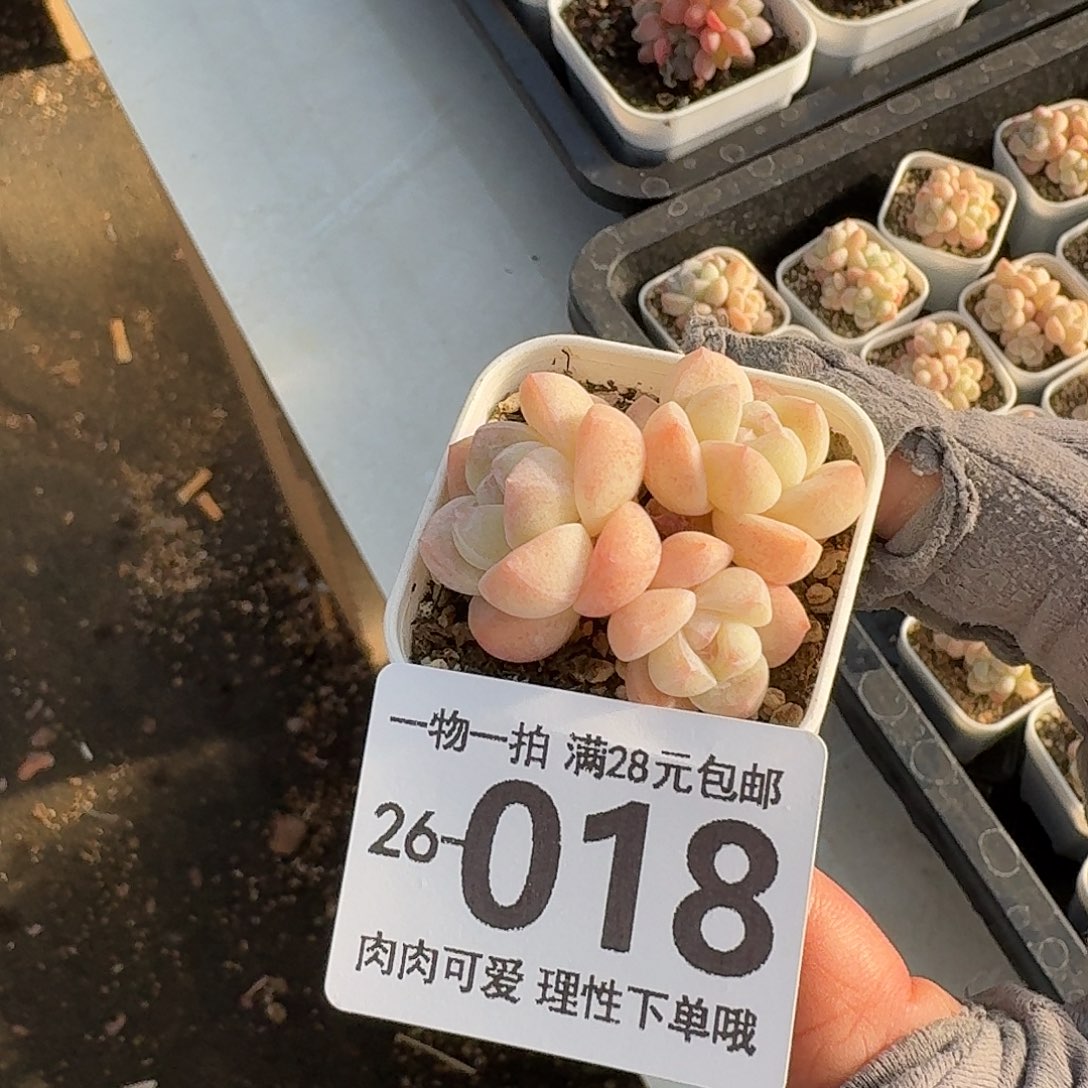 一物一拍 满28元包邮
26-018
肉肉可爱 理性下单哦